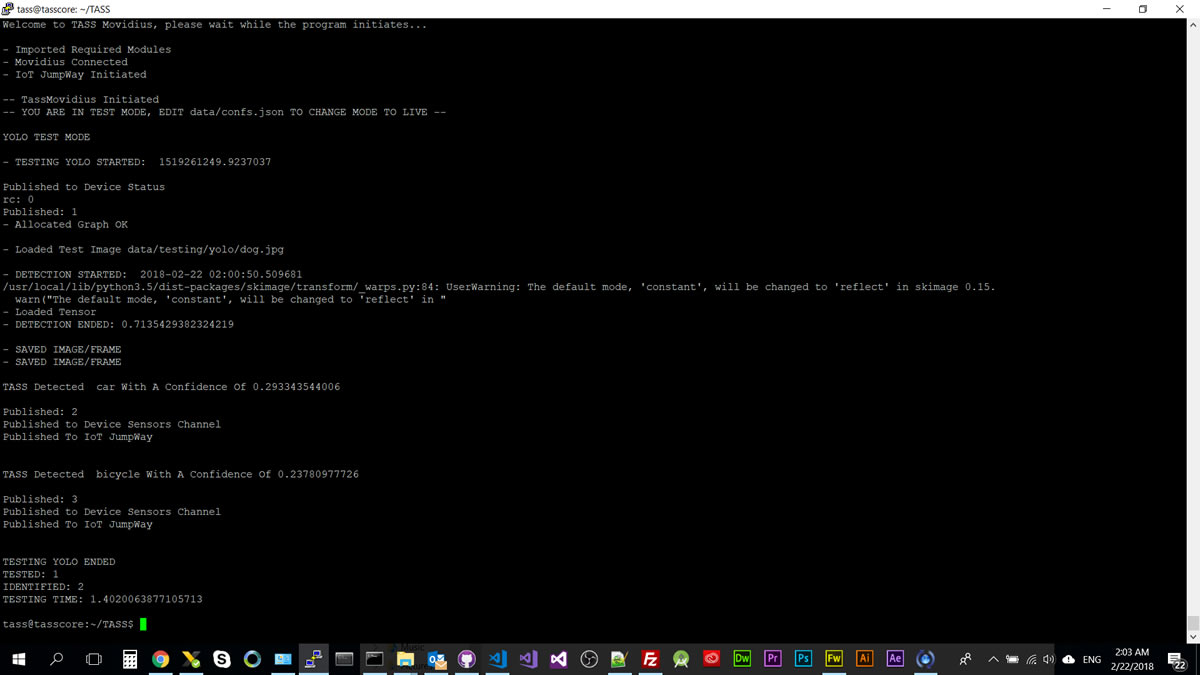 tass@tasscore: ~/TASS
Welcome to TASS Movidius, please wait while the program initiates...
- Imported Required Modules
- Movidius Connected
- IoT JumpWay Initiated
-- TassMovidius Initiated
-- YOU ARE IN TEST MODE, EDIT data/confs.json TO CHANGE MODE TO LIVE --
YOLO TEST MODE
- TESTING YOLO STARTED:  1519261249.9237037
Published to Device Status
rc: 0
Published: 1
- Allocated Graph OK
- Loaded Test Image data/testing/yolo/dog.jpg
- DETECTION STARTED:  2018-02-22 02:00:50.509681
/usr/local/lib/python3.5/dist-packages/skimage/transform/_warps.py:84: UserWarning: The default mode, 'constant', will be changed to 'reflect' in skimage 0.15.
  warn("The default mode, 'constant', will be changed to 'reflect' in "
- Loaded Tensor
- DETECTION ENDED: 0.7135429382324219
- SAVED IMAGE/FRAME
- SAVED IMAGE/FRAME
TASS Detected  car With A Confidence Of 0.293343544006
Published: 2
Published to Device Sensors Channel
Published To IoT JumpWay
TASS Detected  bicycle With A Confidence Of 0.23780977726
Published: 3
Published to Device Sensors Channel
Published To IoT JumpWay
TESTING YOLO ENDED
TESTED: 1
IDENTIFIED: 2
TESTING TIME: 1.4020063877105713
tass@tasscore:~/TASS$
Dw Pr Ps Fw Ai Ae ENG 2:03 AM
2/22/2018 22